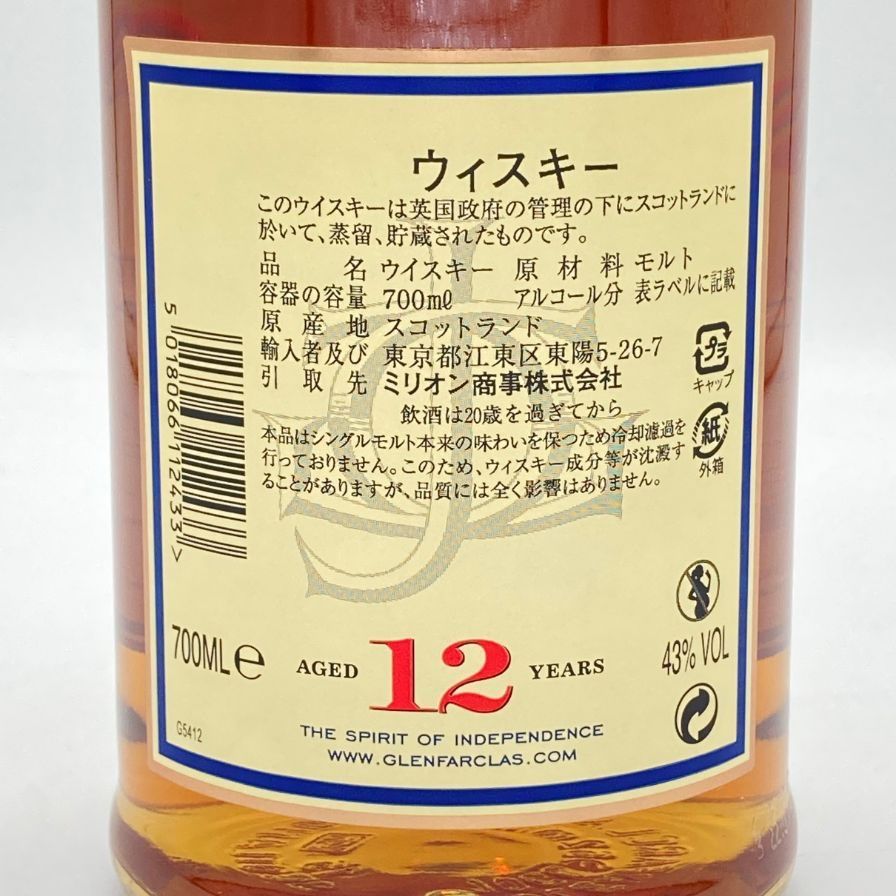 ウィスキー
このウイスキーは英国政府の管理の下にスコットランドに
於いて、蒸留、貯蔵されたものです。
品名 ウイスキー 原材料 モルト
容器の容量 700mℓ アルコール分 表ラベルに記載
原産地 スコットランド
輸入者及び 東京都江東区東陽5-26-7
引取先 ミリオン商事株式会社
飲酒は20歳を過ぎてから
本品はシングルモルト本来の味わいを保つため冷却濾過を
行っておりません。このため、ウィスキー成分等が沈澱す
ることがありますが、品質には全く影響はありません。
プラ
キャップ
紙
外箱
5 018066 112433 >
700ML e
AGED 12 YEARS
43% VOL
G5412
THE SPIRIT OF INDEPENDENCE
WWW.GLENFARCLAS.COM